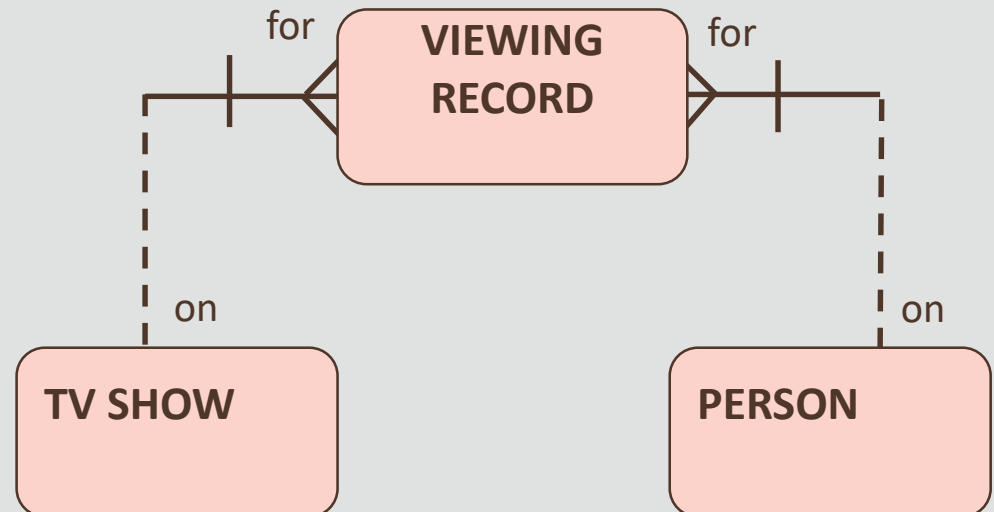 for
VIEWING
RECORD
for
on
on
TV SHOW
PERSON